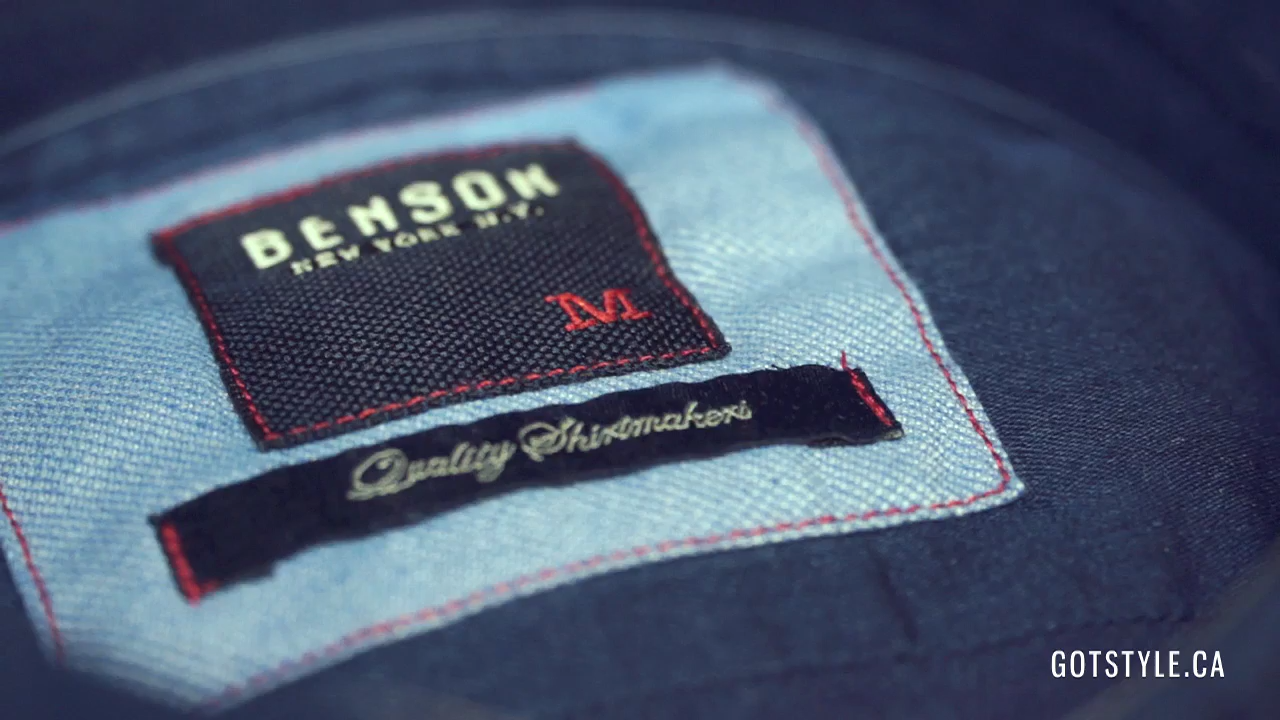 BENSON
NEW YORK N.Y.
M
Quality Shirtmakers
GOTSTYLE.CA